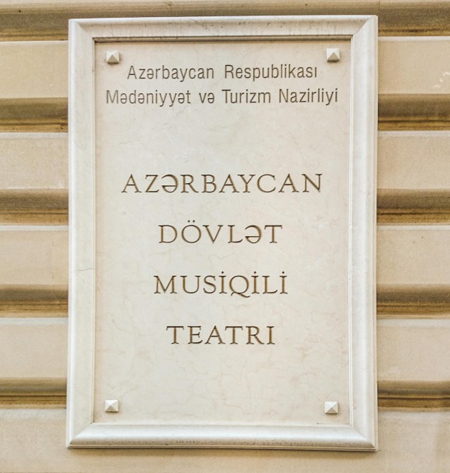 Azərbaycan Respublikası
Mədəniyyət və Turizm Nazirliyi
AZƏRBAYCAN
DÖVLƏT
MUSİQİLİ
TEATRI